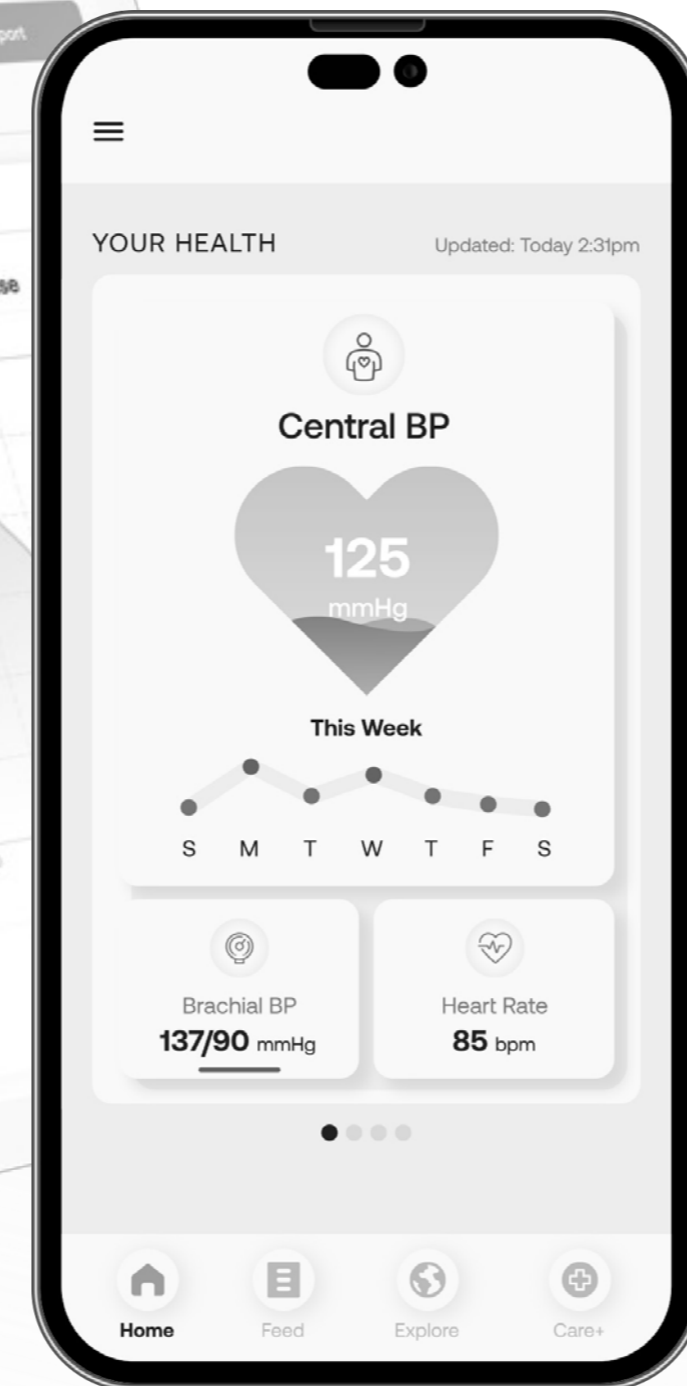 YOUR HEALTH
Updated: Today 2:31pm
Central BP
125
mmHg
This Week
S M T W T F S
Brachial BP
137/90 mmHg
Heart Rate
85 bpm
Home
Feed
Explore
Care+